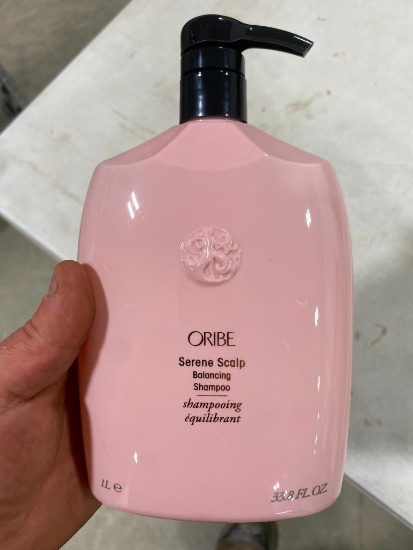 ORIBE
Serene Scalp
Balancing
Shampoo
shampooing
équilibrant
1L ℮ 33.8 FL. OZ.